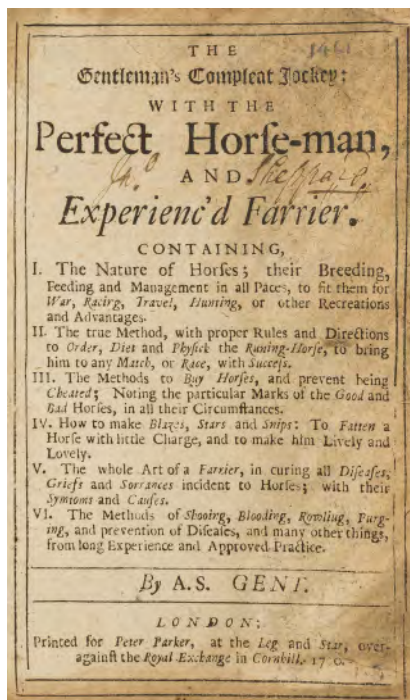 THE
Gentleman's Compleat Jockey:
WITH THE
Perfect Horſe-man,
AND
Experienc'd Farrier.
CONTAINING,
I. The Nature of Horſes; their Breeding,
Feeding and Management in all Paces, to fit them for
War, Racing, Travel, Hunting, or other Recreations
and Advantages.
II. The true Method, with proper Rules and Directions
to Order, Diet and Phyſick the Runing-Horſe, to bring
him to any Match, or Race, with Succeſs.
III. The Methods to Buy Horſes, and prevent being
Cheated; Noting the particular Marks of the Good and
Bad Horſes, in all their Circumſtances.
IV. How to make Blazes, Stars and Snips: To Fatten a
Horſe with little Charge, and to make him Lively and
Lovely.
V. The whole Art of a Farrier, in curing all Diſeaſes,
Grieſs and Sorrances incident to Horſes; with their
Symtoms and Cauſes.
VI. The Methods of Shooing, Blooding, Rowling, Purg-
ing, and prevention of Diſeaſes, and many other things,
from long Experience and Approved Practice.
By A.S. GENT.
LONDON:
Printed for Peter Parker, at the Leg and Star, over-
againſt the Royal Exchange in Cornhill.